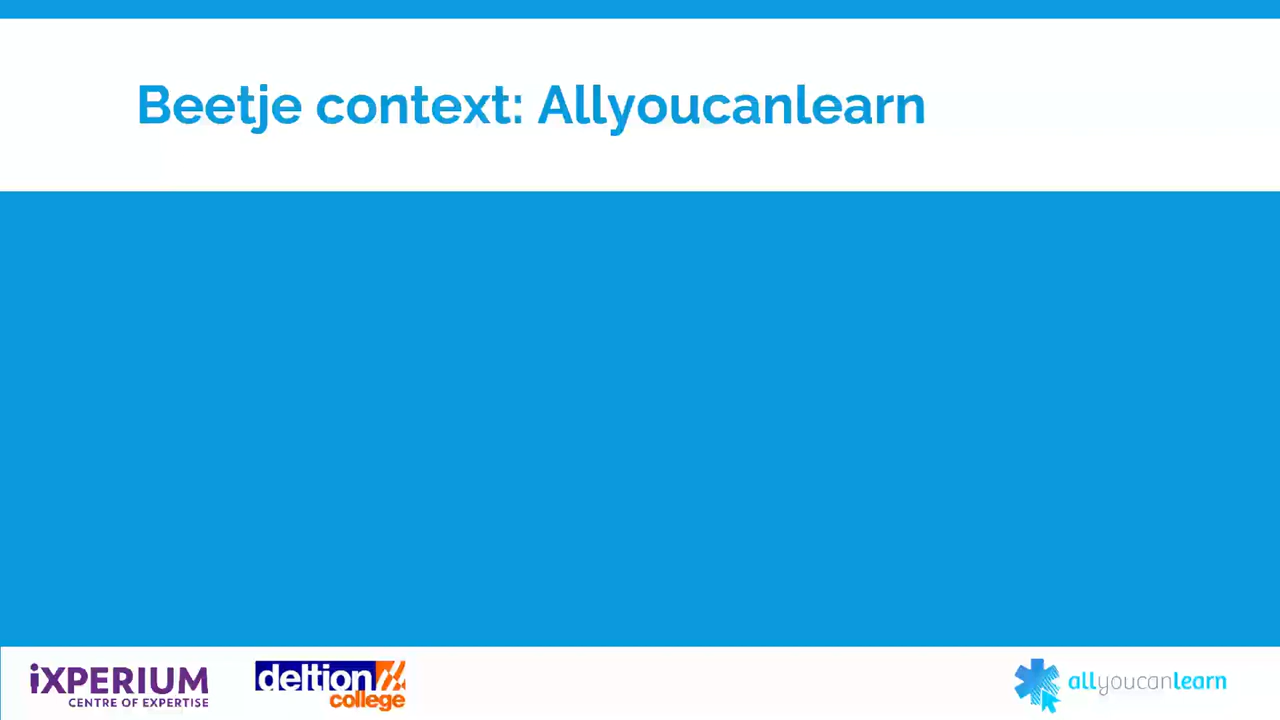 Beetje context: Allyoucanlearn
iXPERIUM
CENTRE OF EXPERTISE
deltion
college
allyoucanlearn